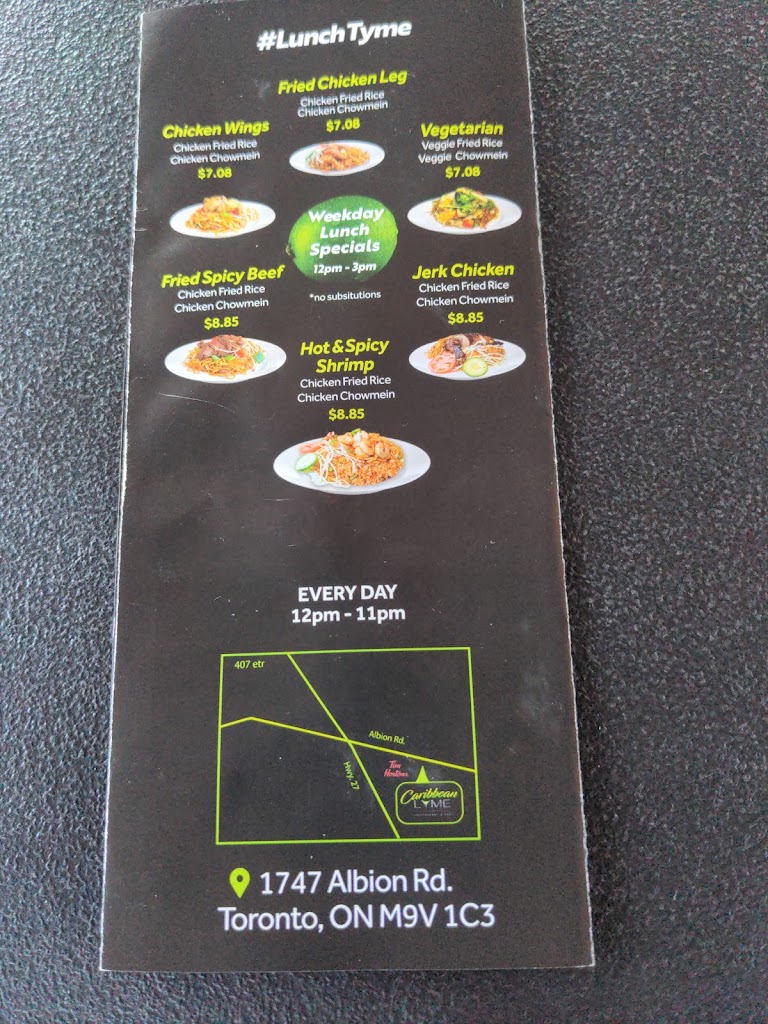 #LunchTyme
Fried Chicken Leg
Chicken Fried Rice
Chicken Chowmein
$7.08
Chicken Wings
Chicken Fried Rice
Chicken Chowmein
$7.08
Vegetarian
Veggie Fried Rice
Veggie Chowmein
$7.08
Weekday
Lunch
Specials
12pm - 3pm
*no subsitutions
Fried Spicy Beef
Chicken Fried Rice
Chicken Chowmein
$8.85
Jerk Chicken
Chicken Fried Rice
Chicken Chowmein
$8.85
Hot & Spicy
Shrimp
Chicken Fried Rice
Chicken Chowmein
$8.85
EVERY DAY
12pm - 11pm
407 etr
Albion Rd.
Hwy. 27
Tim
Hortons
Caribbean
LYME
1747 Albion Rd.
Toronto, ON M9V 1C3